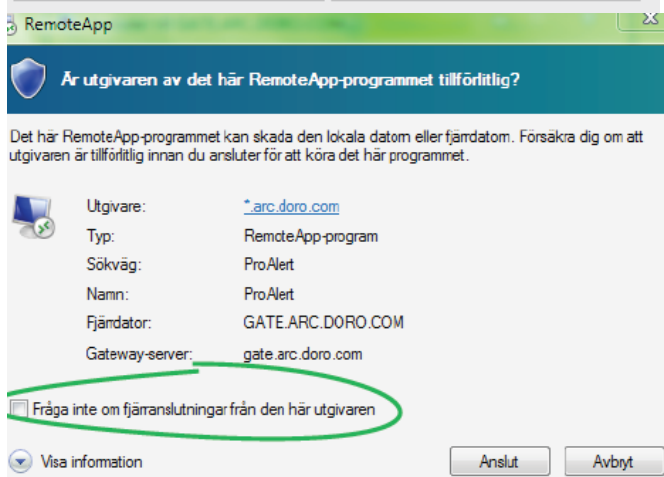 RemoteApp
Är utgivaren av det här RemoteApp-programmet tillförlitlig?
Det här RemoteApp-programmet kan skada den lokala datorn eller fjärrdatorn. Försäkra dig om att
utgivaren är tillförlitlig innan du ansluter för att köra det här programmet.
Utgivare: *.arc.doro.com
Typ: RemoteApp-program
Sökväg: ProAlert
Namn: ProAlert
Fjärrdator: GATE.ARC.DORO.COM
Gateway-server: gate.arc.doro.com
Fråga inte om fjärranslutningar från den här utgivaren
Visa information Anslut Avbryt